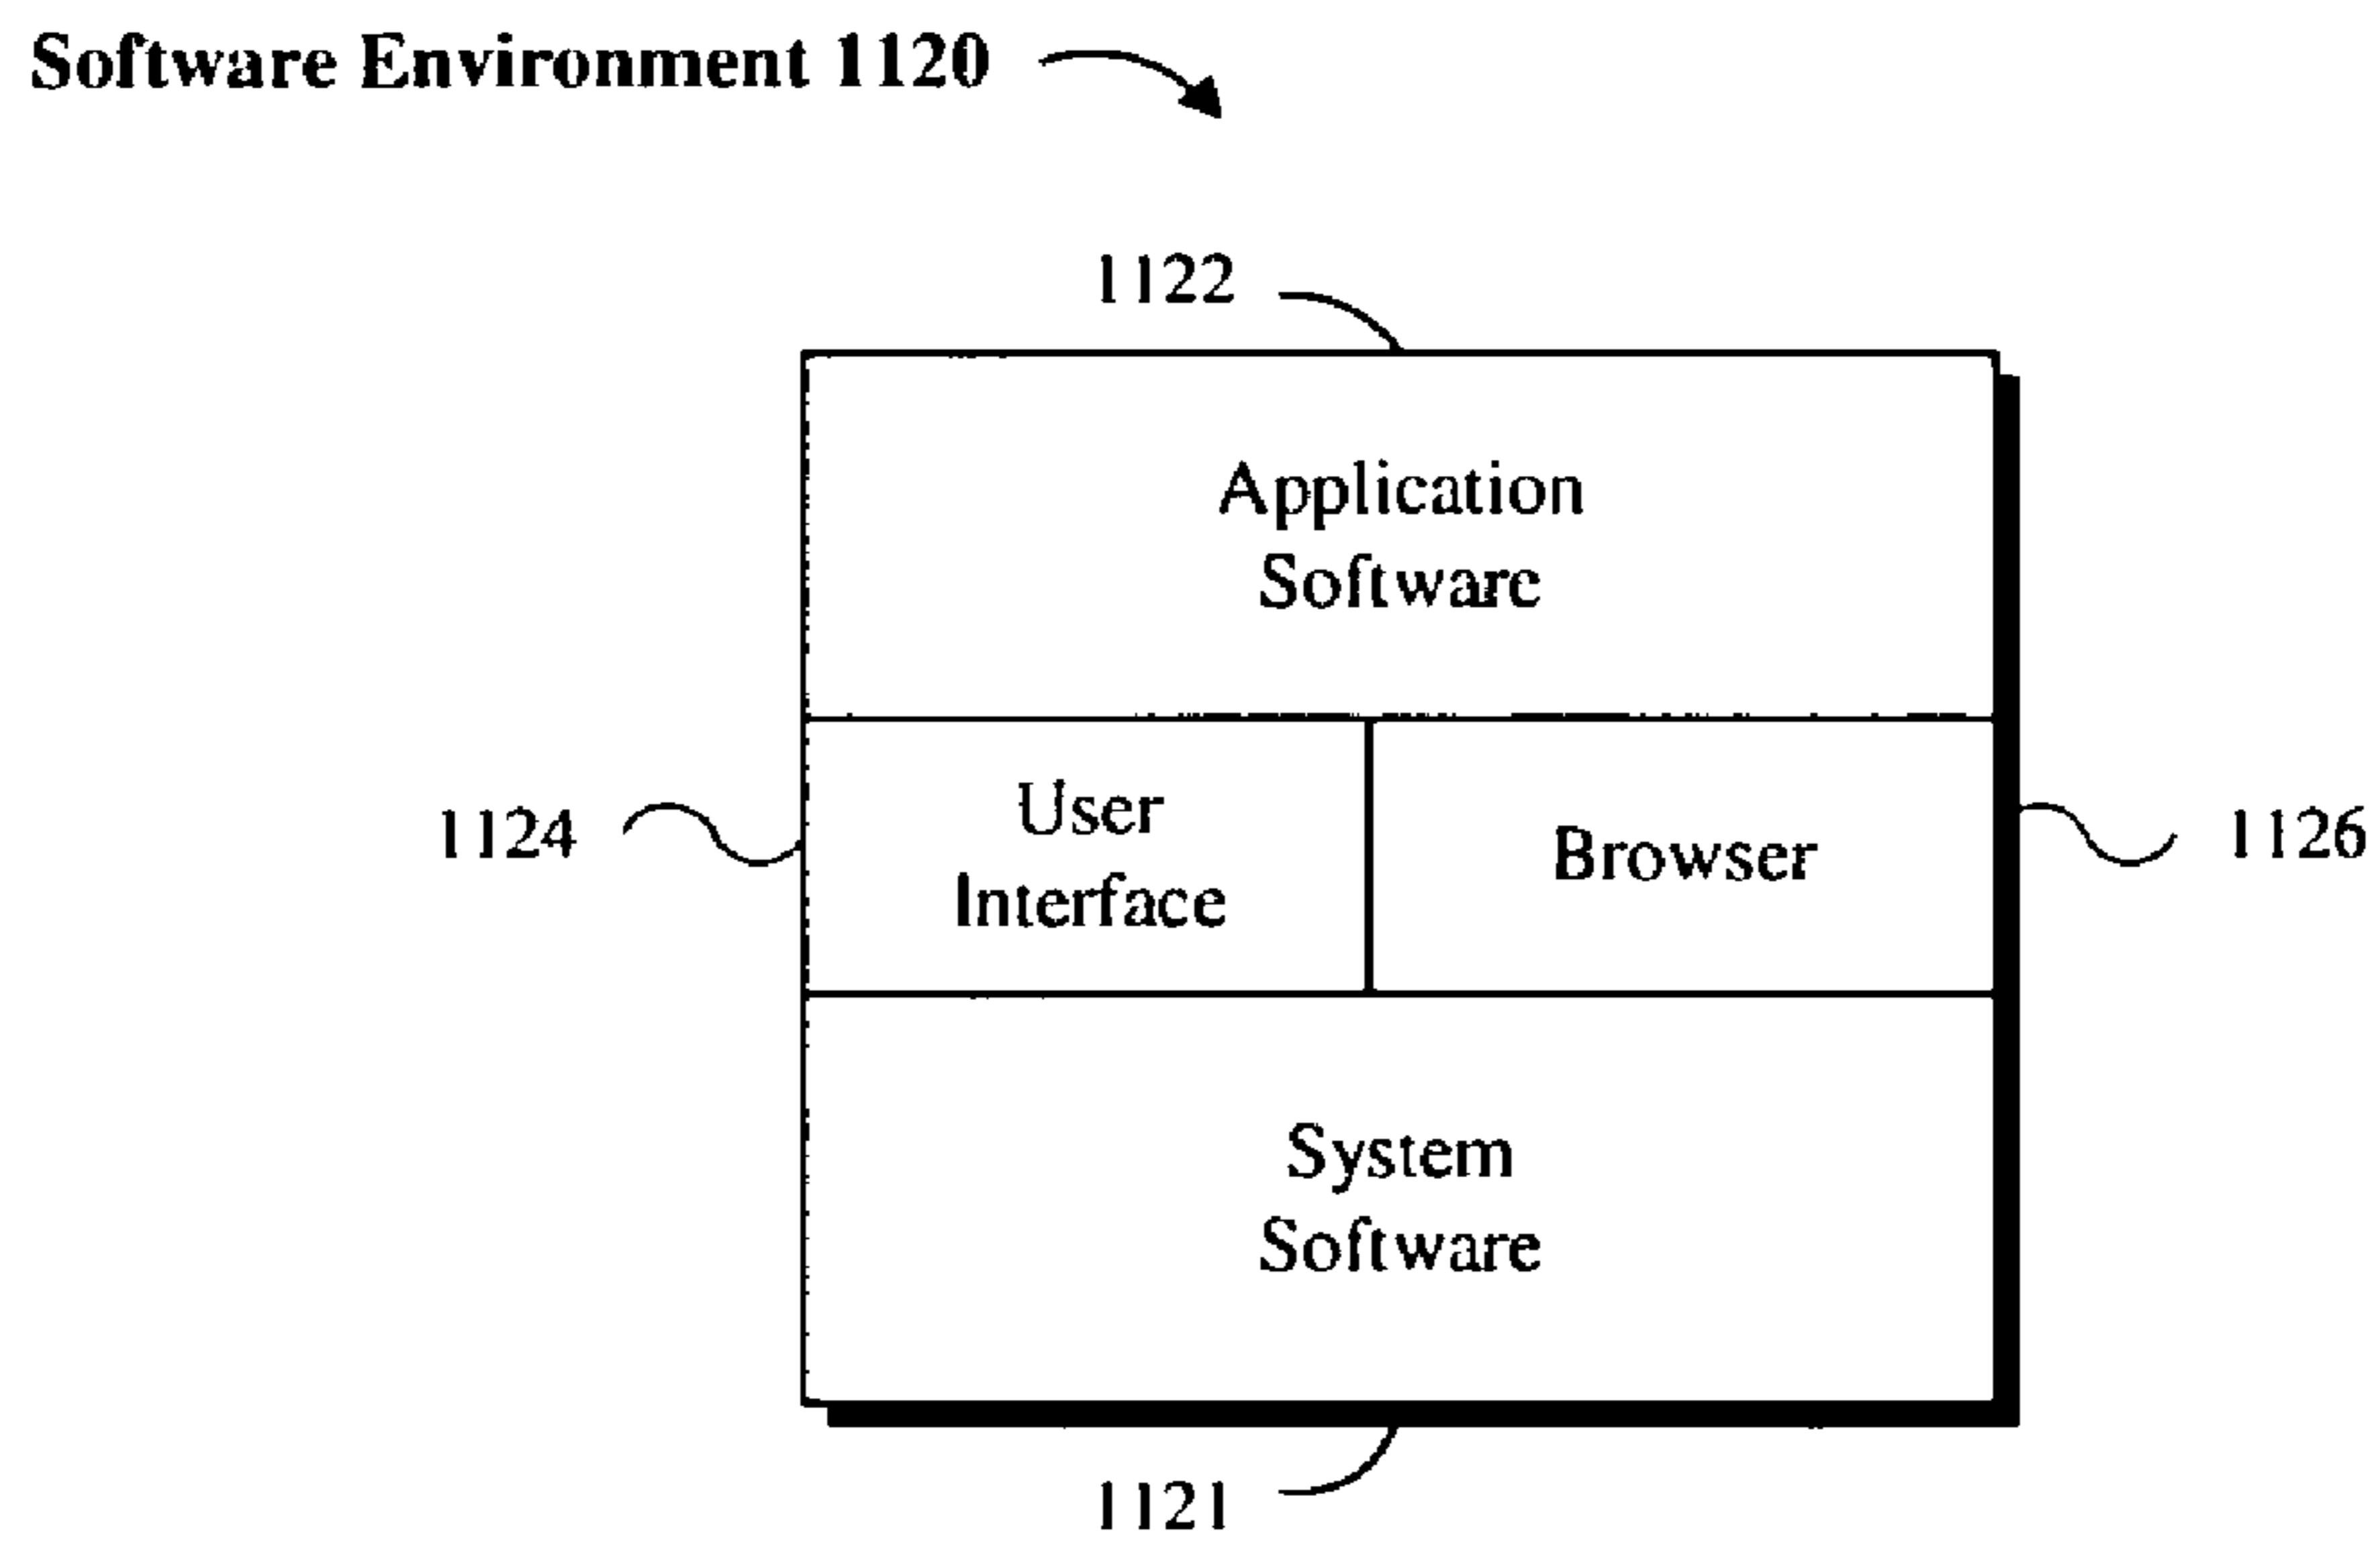 Software Environment 1120
1122
Application
Software
1124
User
Interface
Browser
1126
System
Software
1121